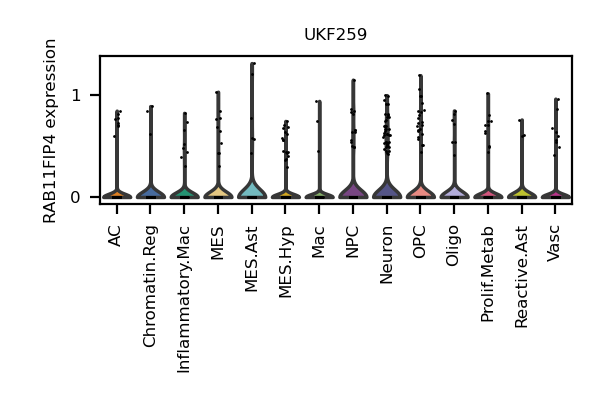 UKF259
RAB11FIP4 expression
1
0
AC
Chromatin.Reg
Inflammatory.Mac
MES
MES.Ast
MES.Hyp
Mac
NPC
Neuron
OPC
Oligo
Prolif.Metab
Reactive.Ast
Vasc